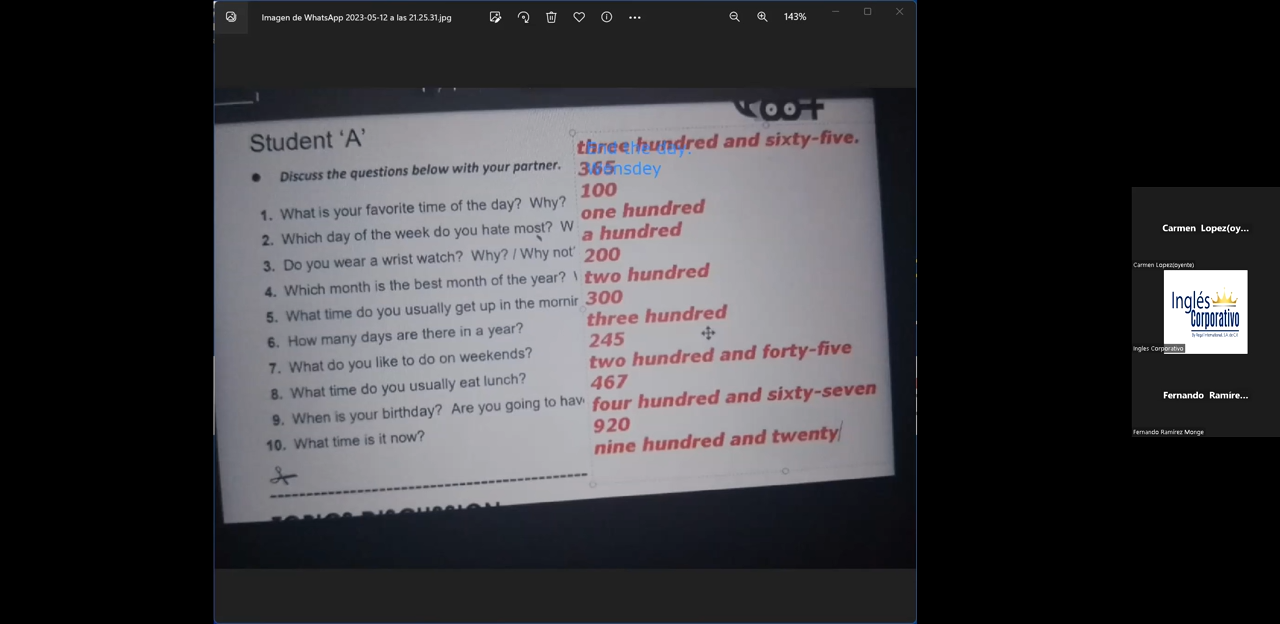 Imagen de WhatsApp 2023-05-12 a las 21.25.31.jpg
143%
Student 'A'
Discuss the questions below with your partner.
1. What is your favorite time of the day? Why?
2. Which day of the week do you hate most? W
3. Do you wear a wrist watch? Why? / Why not
4. Which month is the best month of the year?
5. What time do you usually get up in the mornin
6. How many days are there in a year?
7. What do you like to do on weekends?
8. What time do you usually eat lunch?
9. When is your birthday? Are you going to hav
10. What time is it now?
three hundred and sixty-five.
the day.
365
100
one hundred
a hundred
200
two hundred
300
three hundred
245
two hundred and forty-five
467
four hundred and sixty-seven
920
nine hundred and twenty
TOPICS DISCUSSION
Carmen Lopez(oy...
Carmen Lopez(oyente)
Inglés
Corporativo
Ingles Corporativo
Fernando Ramíre...
Fernando Ramírez Monge